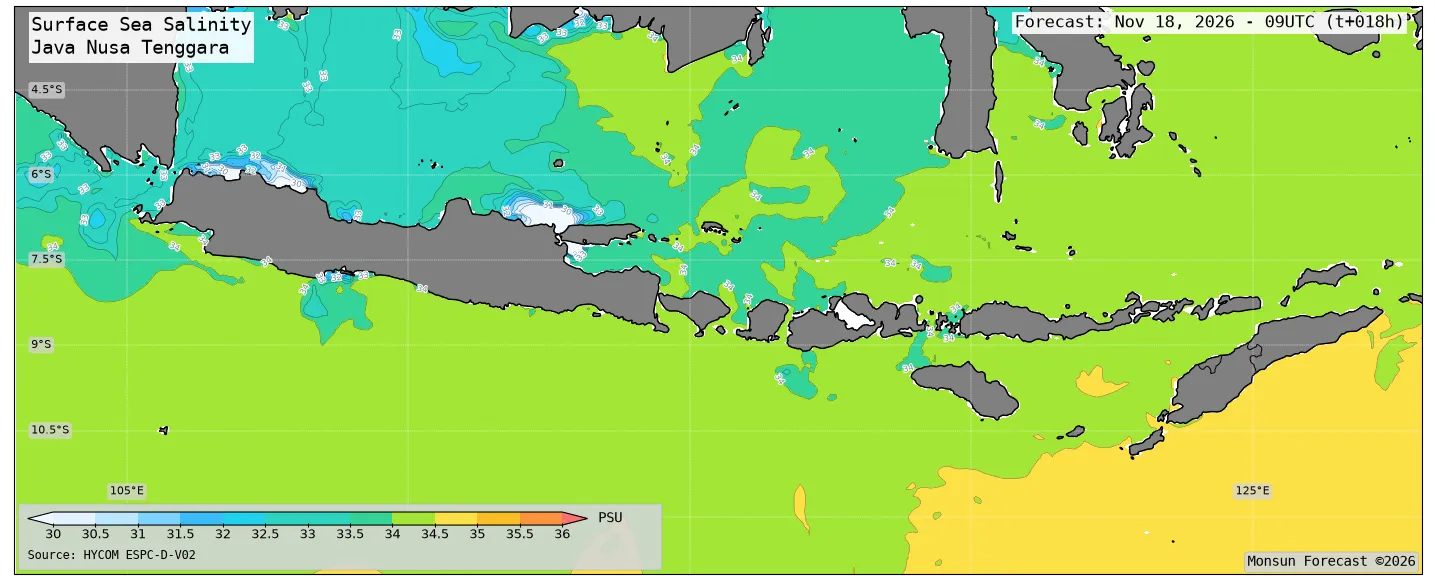 Surface Sea Salinity
Java Nusa Tenggara
Forecast: Nov 18, 2026 - 09UTC (t+018h)
4.5°S
6°S
7.5°S
9°S
10.5°S
105°E
125°E
30 30.5 31 31.5 32 32.5 33 33.5 34 34.5 35 35.5 36
PSU
Source: HYCOM ESPC-D-V02
Monsun Forecast ©2026